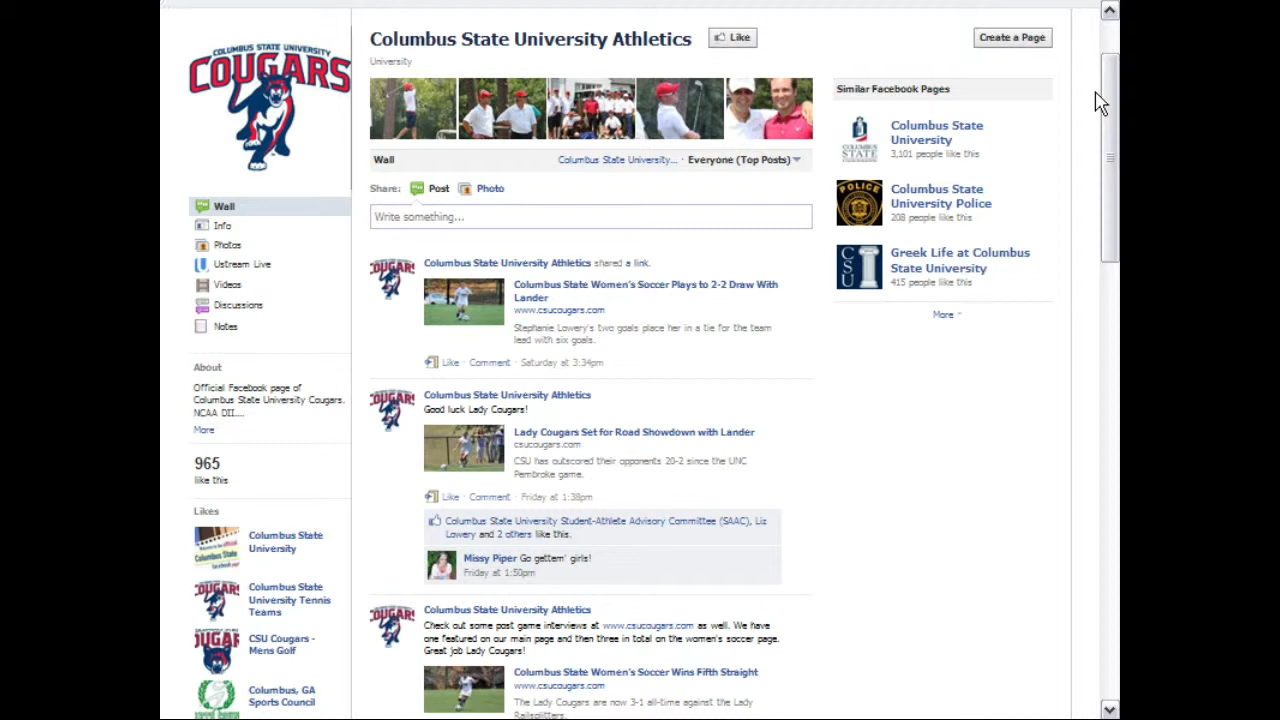 COLUMBUS STATE UNIVERSITY
COUGARS
Wall
Info
Photos
Ustream Live
Videos
Discussions
Notes
About
Official Facebook page of
Columbus State University Cougars.
NCAA DII....
More
965
like this
Likes
Columbus State
University
Columbus State
University Tennis
Teams
CSU Cougars -
Mens Golf
Columbus, GA
Sports Council
Columbus State University Athletics
Like
University
Wall
Columbus State University... · Everyone (Top Posts)
Share: Post Photo
Write something...
Columbus State University Athletics shared a link.
Columbus State Women's Soccer Plays to 2-2 Draw With
Lander
www.csucougars.com
Stephanie Lowery's two goals place her in a tie for the team
lead with six goals.
Like · Comment · Saturday at 3:34pm
Columbus State University Athletics
Good luck Lady Cougars!
Lady Cougars Set for Road Showdown with Lander
csucougars.com
CSU has outscored their opponents 20-2 since the UNC
Pembroke game.
Like · Comment · Friday at 1:38pm
Columbus State University Student-Athlete Advisory Committee (SAAC), Liz
Lowery and 2 others like this.
Missy Piper Go gettem' girls!
Friday at 1:50pm
Columbus State University Athletics
Check out some post game interviews at www.csucougars.com as well. We have
one featured on our main page and then three in total on the women's soccer page.
Great job Lady Cougars!
Columbus State Women's Soccer Wins Fifth Straight
www.csucougars.com
The Lady Cougars are now 3-1 all-time against the Lady
Railsplitters.
Create a Page
Similar Facebook Pages
COLUMBUS
STATE
Columbus State
University
3,101 people like this
POLICE
Columbus State
University Police
208 people like this
CSU
Greek Life at Columbus
State University
415 people like this
More